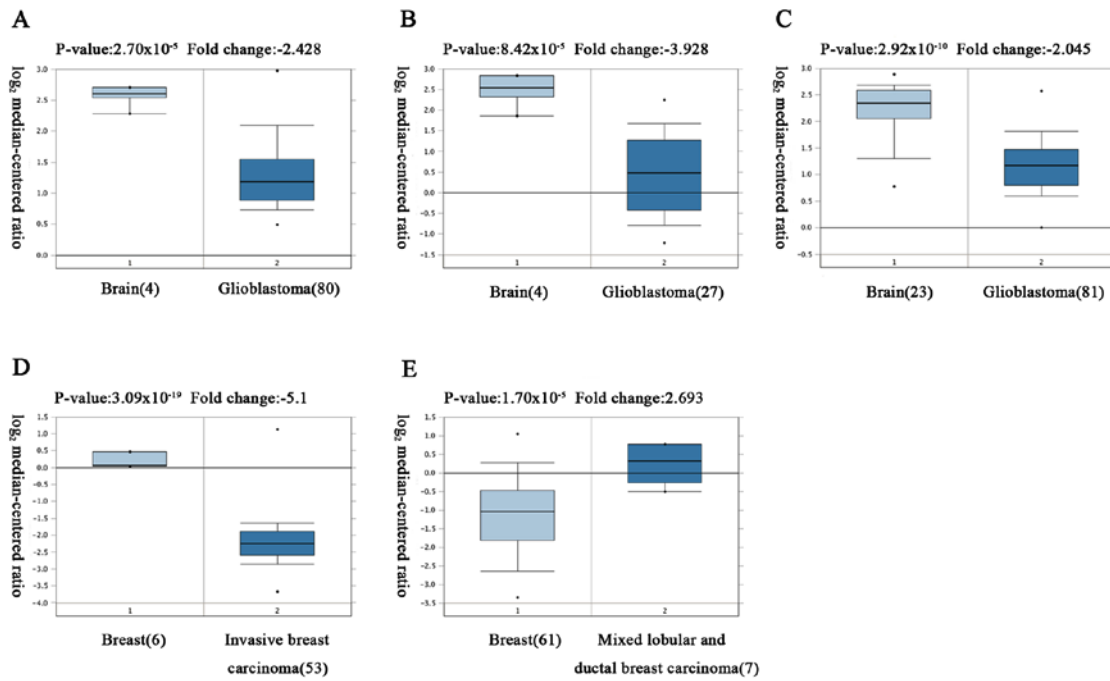 A
P-value:2.70x10⁻⁵ Fold change:-2.428
log₂ median-centered ratio
3.0
2.5
2.0
1.5
1.0
0.5
0.0
1
2
Brain(4)
Glioblastoma(80)
B
P-value:8.42x10⁻⁵ Fold change:-3.928
log₂ median-centered ratio
3.0
2.5
2.0
1.5
1.0
0.5
0.0
-0.5
-1.0
-1.5
1
2
Brain(4)
Glioblastoma(27)
C
P-value:2.92x10⁻¹⁰ Fold change:-2.045
log₂ median-centered ratio
3.0
2.5
2.0
1.5
1.0
0.5
0.0
-0.5
1
2
Brain(23)
Glioblastoma(81)
D
P-value:3.09x10⁻¹⁹ Fold change:-5.1
log₂ median-centered ratio
1.5
1.0
0.5
0.0
-0.5
-1.0
-1.5
-2.0
-2.5
-3.0
-3.5
-4.0
1
2
Breast(6)
Invasive breast
carcinoma(53)
E
P-value:1.70x10⁻⁵ Fold change:2.693
log₂ median-centered ratio
1.5
1.0
0.5
0.0
-0.5
-1.0
-1.5
-2.0
-2.5
-3.0
-3.5
1
2
Breast(61)
Mixed lobular and
ductal breast carcinoma(7)